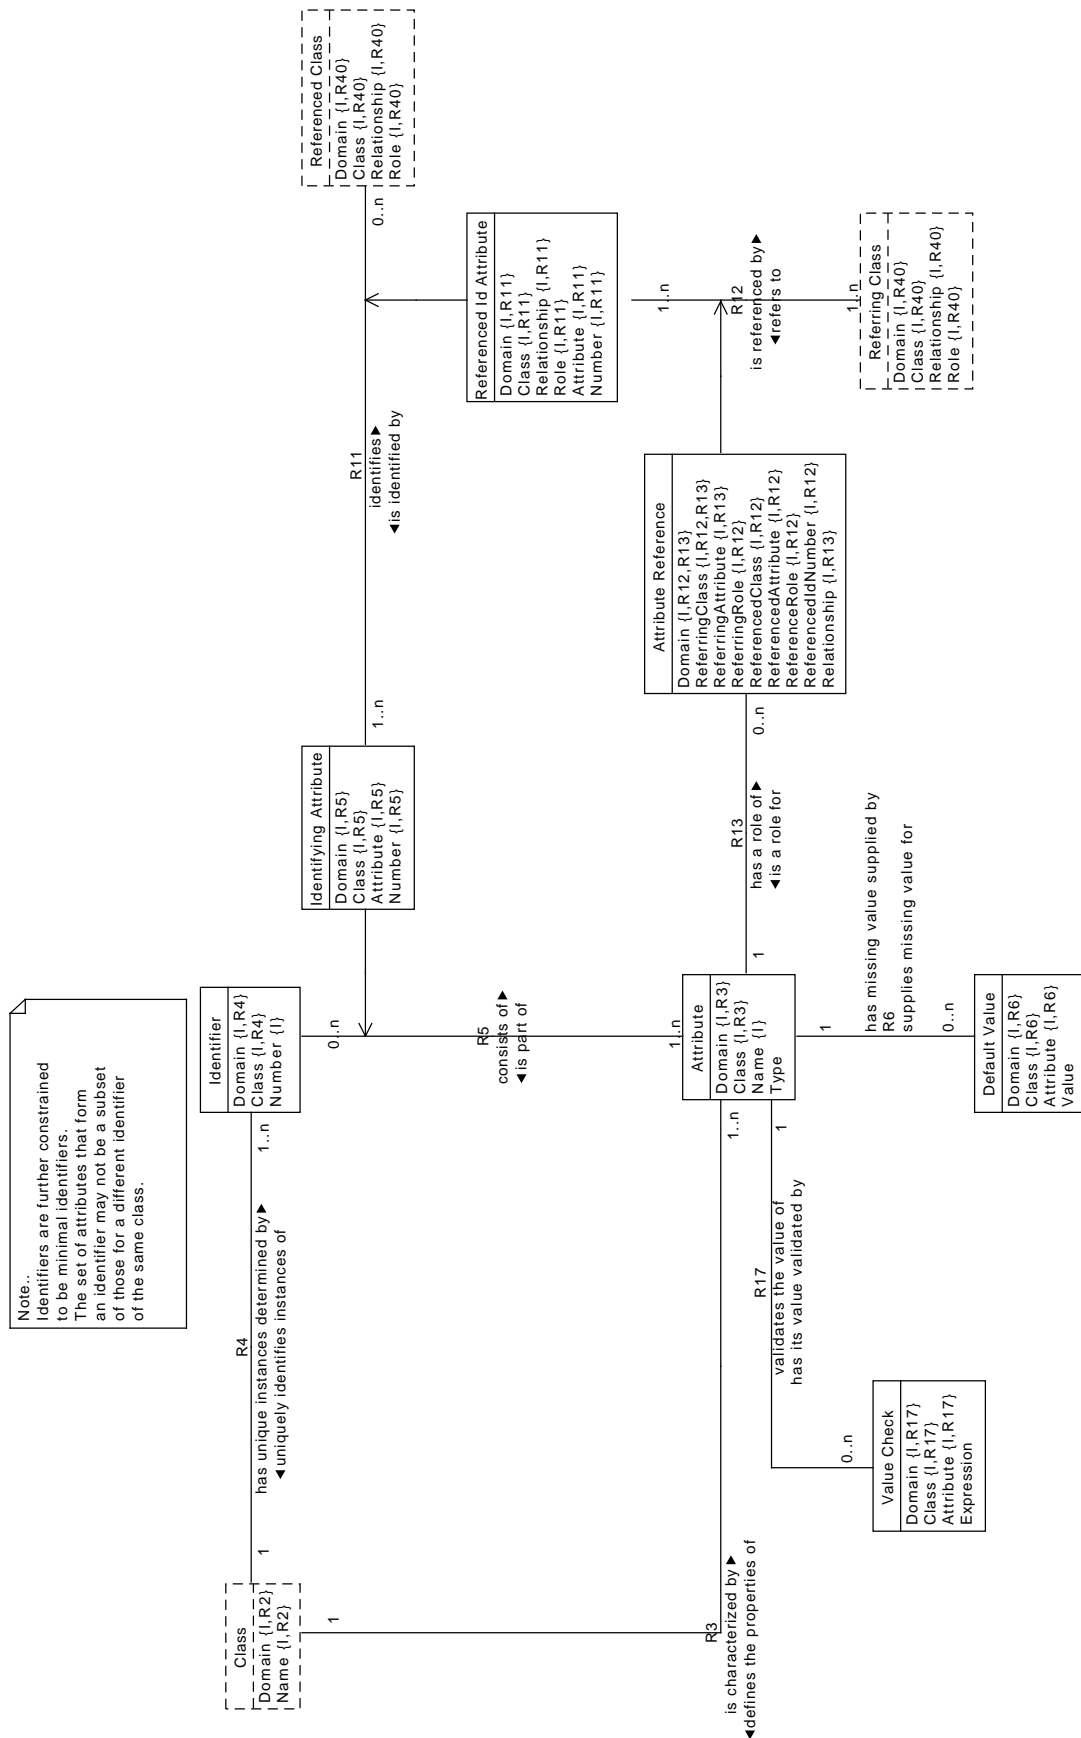 Note..
Identifiers are further constrained
to be minimal identifiers.
The set of attributes that form
an identifier may not be a subset
of those for a different identifier
of the same class.
Class
Domain {I,R2}
Name {I,R2}
1
1
R4
has unique instances determined by ►
◄ uniquely identifies instances of
1..n
Identifier
Domain {I,R4}
Class {I,R4}
Number {I}
0..n
R5
consists of ►
◄ is part of
1..n
Identifying Attribute
Domain {I,R5}
Class {I,R5}
Attribute {I,R5}
Number {I,R5}
1..n
R11
identifies ►
◄ is identified by
0..n
Referenced Class
Domain {I,R40}
Class {I,R40}
Relationship {I,R40}
Role {I,R40}
Referenced Id Attribute
Domain {I,R11}
Class {I,R11}
Relationship {I,R11}
Role {I,R11}
Attribute {I,R11}
Number {I,R11}
1..n
R12
is referenced by ►
◄ refers to
1..n
Referring Class
Domain {I,R40}
Class {I,R40}
Relationship {I,R40}
Role {I,R40}
Attribute Reference
Domain {I,R12,R13}
ReferringClass {I,R12,R13}
ReferringAttribute {I,R13}
ReferringRole {I,R12}
ReferencedClass {I,R12}
ReferencedAttribute {I,R12}
ReferenceRole {I,R12}
ReferencedIdNumber {I,R12}
Relationship {I,R13}
0..n
R13
has a role of ►
◄ is a role for
1
Attribute
Domain {I,R3}
Class {I,R3}
Name {I}
Type
1..n
R3
is characterized by ►
◄ defines the properties of
1
R17
validates the value of
has its value validated by
0..n
Value Check
Domain {I,R17}
Class {I,R17}
Attribute {I,R17}
Expression
1
has missing value supplied by
R6
supplies missing value for
0..n
Default Value
Domain {I,R6}
Class {I,R6}
Attribute {I,R6}
Value